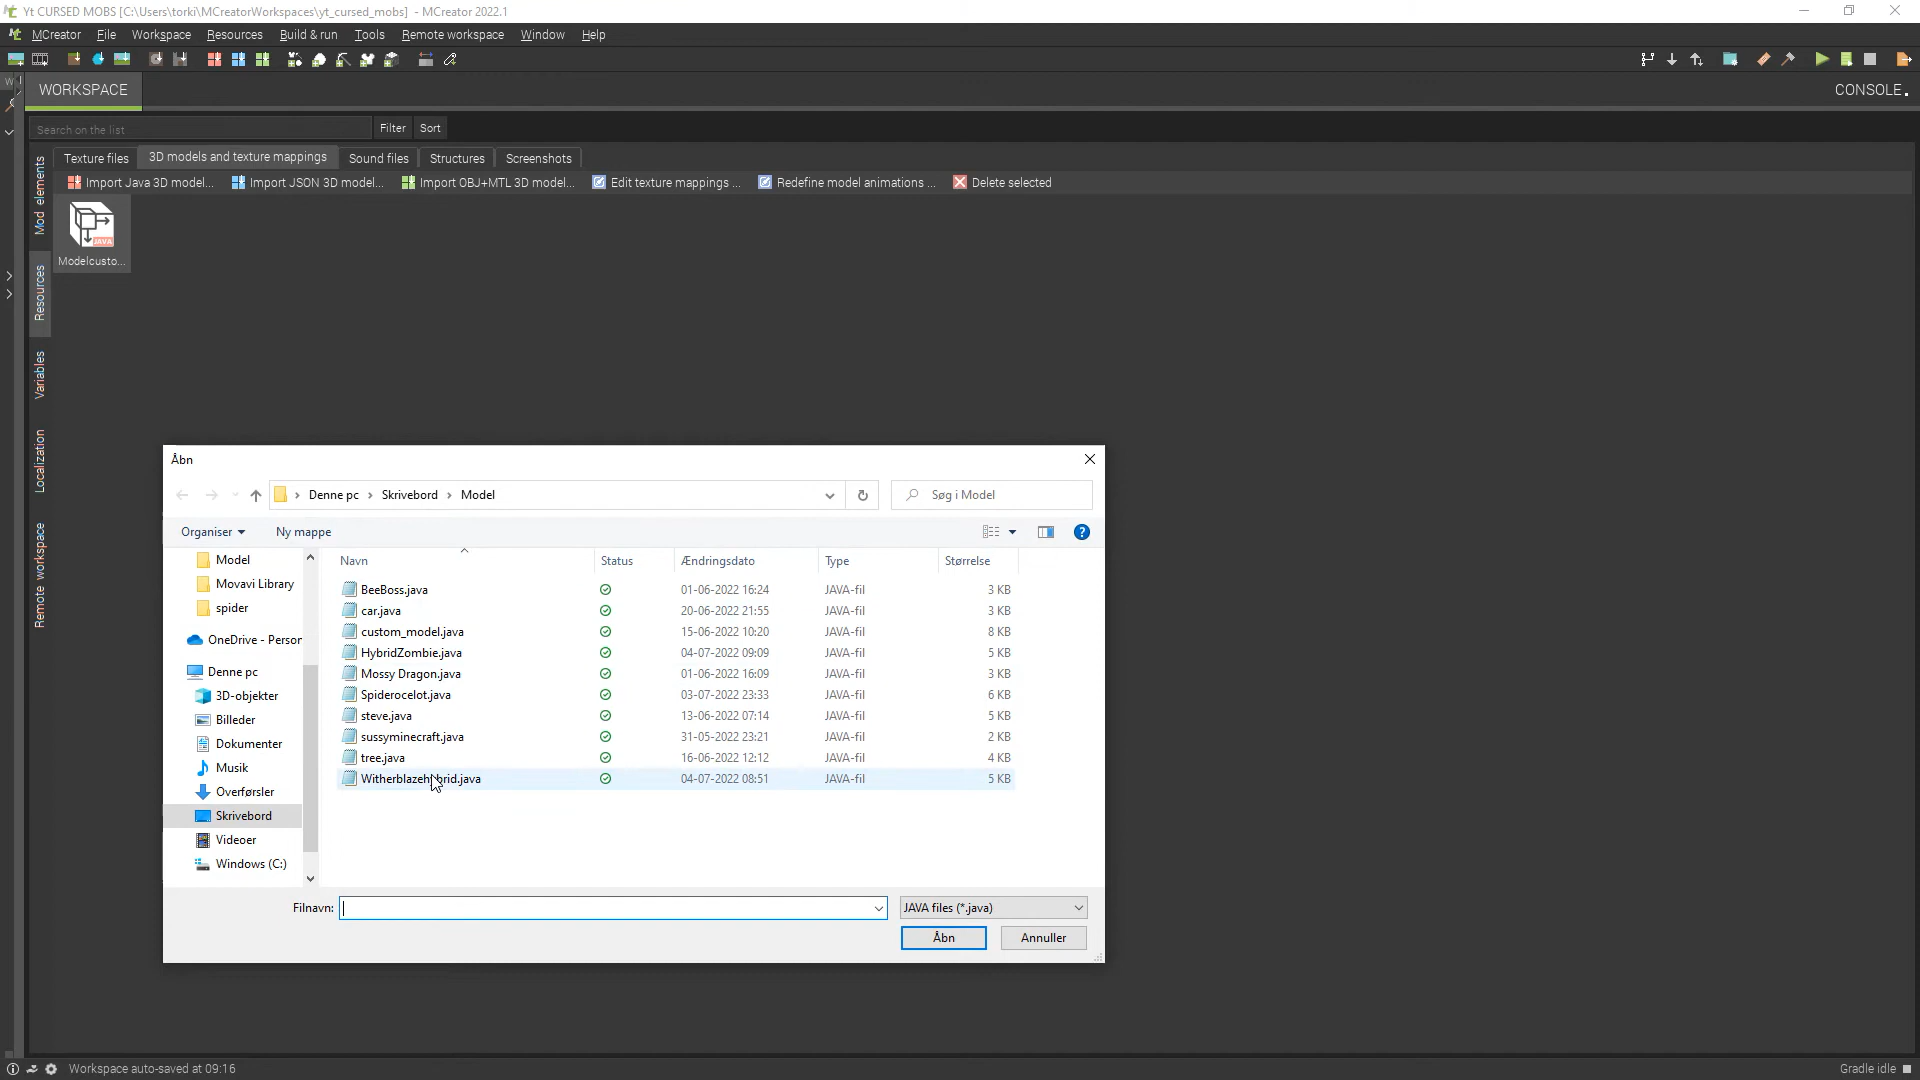 Yt CURSED MOBS [C:\Users\torki\MCreatorWorkspaces\yt_cursed_mobs] - MCreator 2022.1
MCreator File Workspace Resources Build & run Tools Remote workspace Window Help
WORKSPACE
CONSOLE
Search on the list Filter Sort
Texture files 3D models and texture mappings Sound files Structures Screenshots
Import Java 3D model... Import JSON 3D model... Import OBJ+MTL 3D model... Edit texture mappings ... Redefine model animations ... Delete selected
Mod elements
Resources
Variables
Localization
Remote workspace
JAVA
Modelcusto...
Åbn
Denne pc › Skrivebord › Model
Søg i Model
Organiser Ny mappe
Model
Movavi Library
spider
OneDrive - Person
Denne pc
3D-objekter
Billeder
Dokumenter
Musik
Overførsler
Skrivebord
Videoer
Windows (C:)
Navn Status Ændringsdato Type Størrelse
BeeBoss.java 01-06-2022 16:24 JAVA-fil 3 KB
car.java 20-06-2022 21:55 JAVA-fil 3 KB
custom_model.java 15-06-2022 10:20 JAVA-fil 8 KB
HybridZombie.java 04-07-2022 09:09 JAVA-fil 5 KB
Mossy Dragon.java 01-06-2022 16:09 JAVA-fil 3 KB
Spiderocelot.java 03-07-2022 23:33 JAVA-fil 6 KB
steve.java 13-06-2022 07:14 JAVA-fil 5 KB
sussyminecraft.java 31-05-2022 23:21 JAVA-fil 2 KB
tree.java 16-06-2022 12:12 JAVA-fil 4 KB
Witherblazehybrid.java 04-07-2022 08:51 JAVA-fil 5 KB
Filnavn:
JAVA files (*.java)
Åbn Annuller
Workspace auto-saved at 09:16
Gradle idle